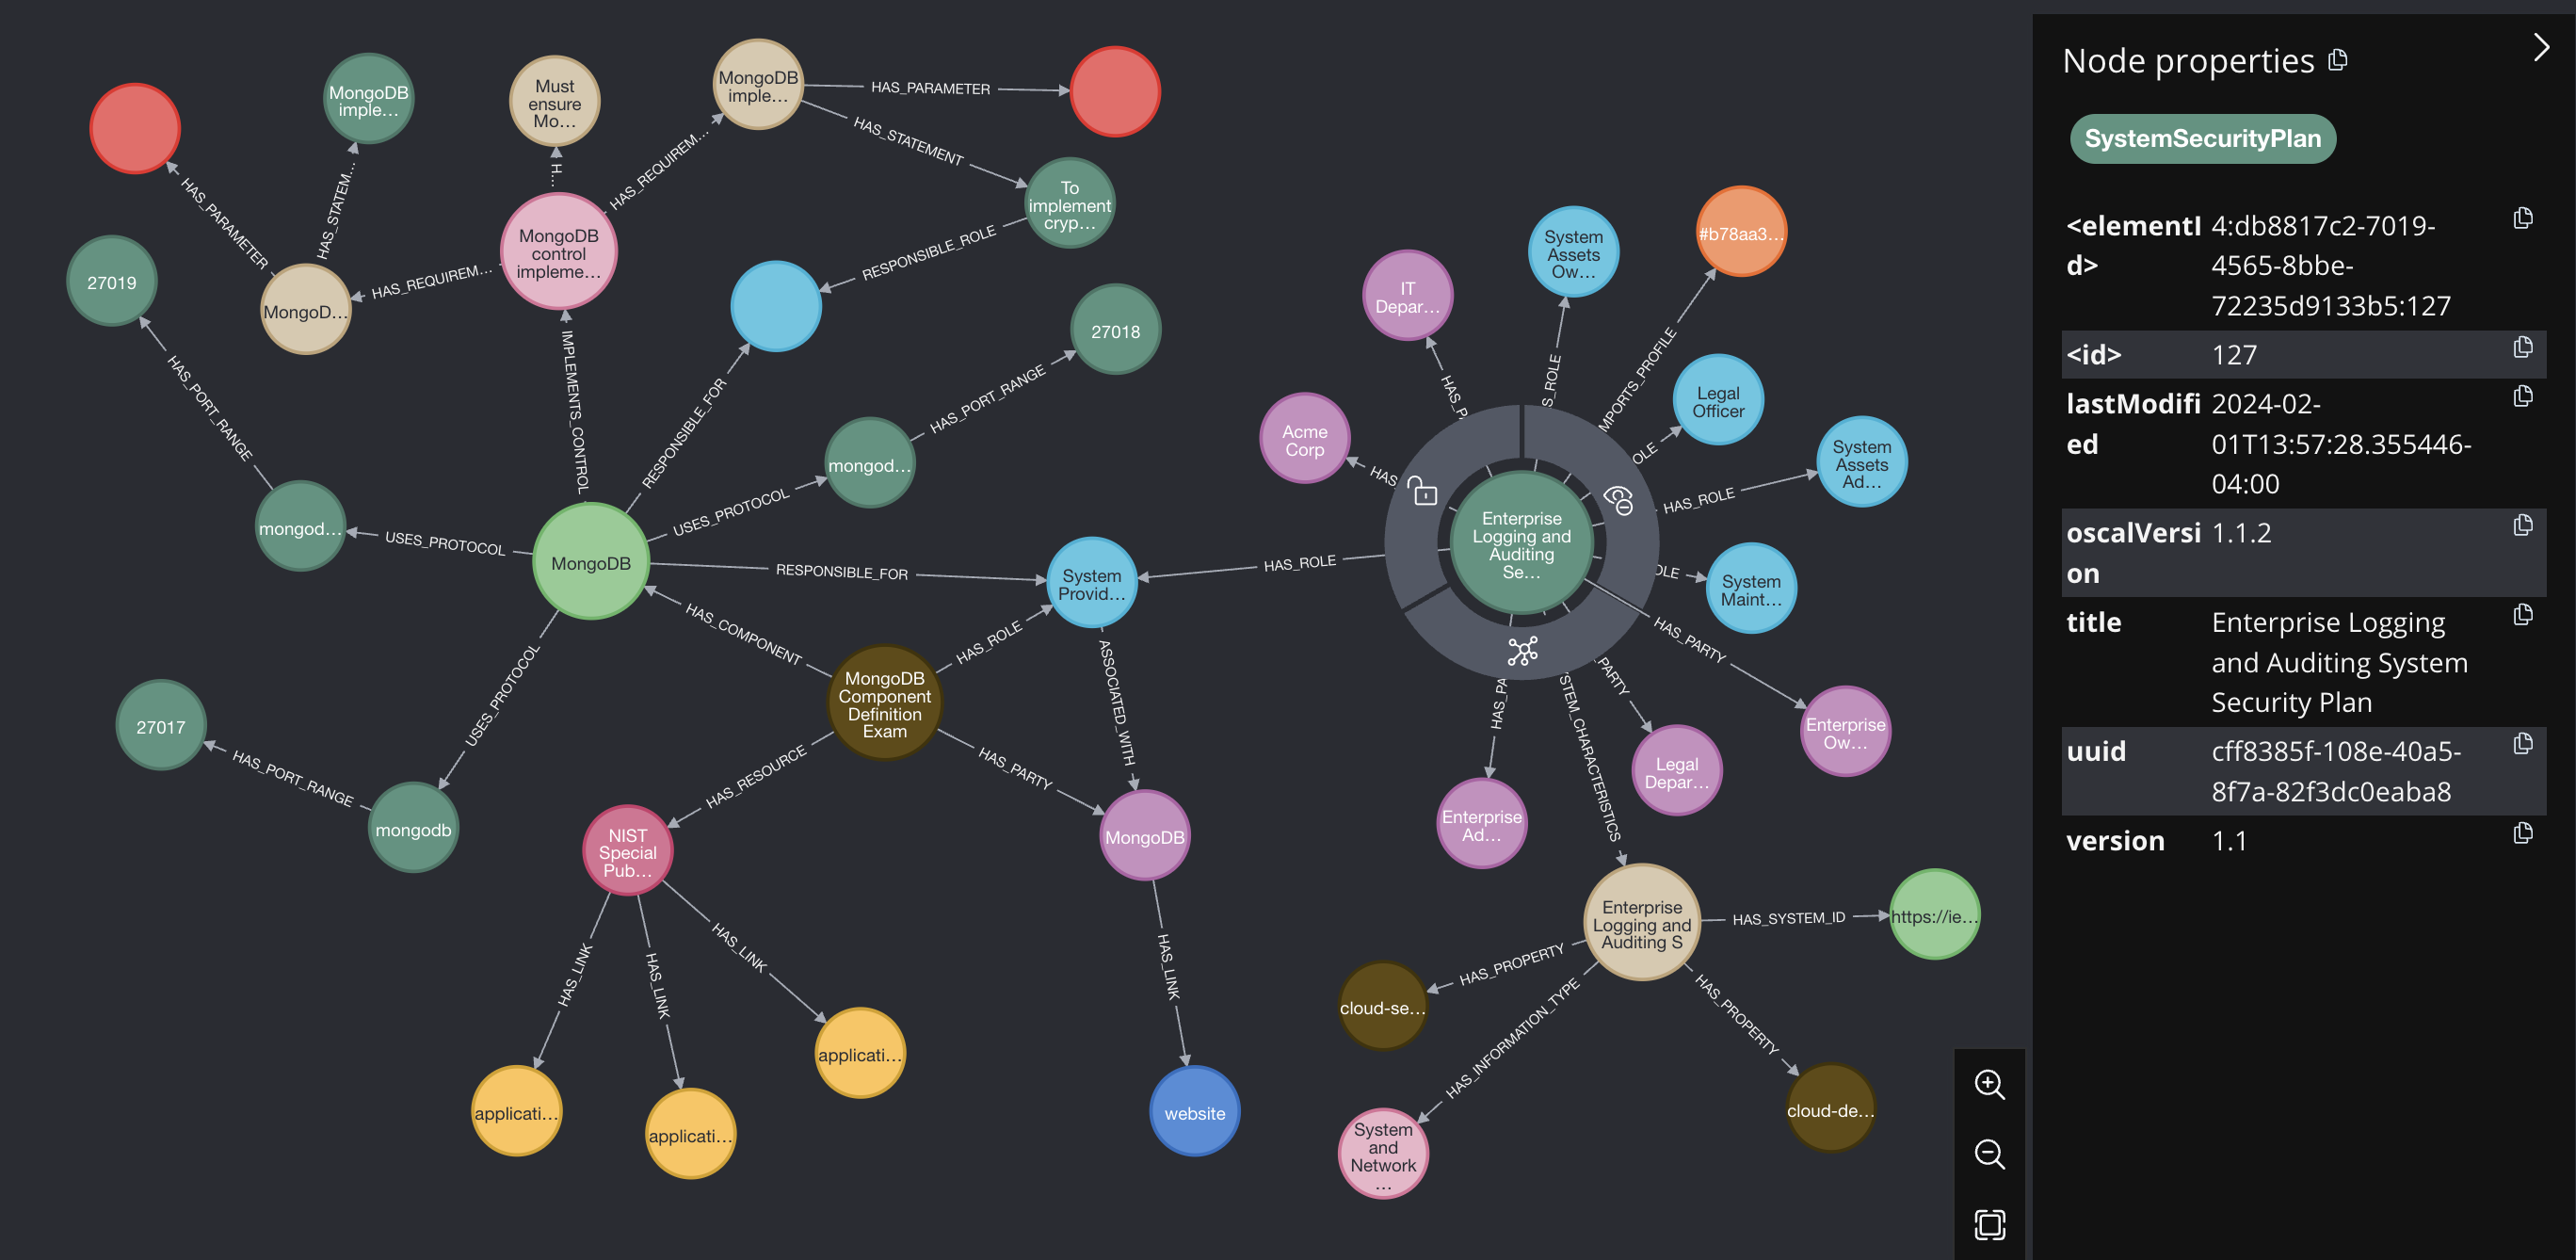 MongoDB
imple...
Must
ensure
Mo...
MongoDB
imple...
HAS_PARAMETER
HAS_STATEMENT
HAS_REQUIREM...
H...
HAS_STATEM...
HAS_PARAMETER
To
implement
cryp...
RESPONSIBLE_ROLE
MongoDB
control
impleme...
HAS_REQUIREM...
MongoD...
27019
HAS_PORT_RANGE
IMPLEMENTS_CONTROL
RESPONSIBLE_FOR
27018
HAS_PORT_RANGE
mongod...
USES_PROTOCOL
mongod...
USES_PROTOCOL
MongoDB
RESPONSIBLE_FOR
System
Provid...
HAS_ROLE
HAS_COMPONENT
HAS_ROLE
ASSOCIATED_WITH
MongoDB
Component
Definition
Exam
USES_PROTOCOL
27017
HAS_PORT_RANGE
mongodb
HAS_RESOURCE
HAS_PARTY
NIST
Special
Pub...
MongoDB
HAS_LINK
HAS_LINK
HAS_LINK
HAS_LINK
applicati...
applicati...
applicati...
website
IT
Depar...
System
Assets
Ow...
#b78aa3...
HAS_P
S_ROLE
MPORTS_PROFILE
Legal
Officer
OLE
Acme
Corp
HAS
System
Assets
Ad...
HAS_ROLE
Enterprise
Logging and
Auditing
Se...
OLE
System
Maint...
HAS_PARTY
Enterprise
Ow...
_PARTY
Legal
Depar...
HAS_PA
Enterprise
Ad...
STEM_CHARACTERISTICS
Enterprise
Logging and
Auditing S
HAS_SYSTEM_ID
https://ie...
HAS_PROPERTY
cloud-se...
HAS_INFORMATION_TYPE
HAS_PROPERTY
cloud-de...
System
and
Network
...
Node properties
SystemSecurityPlan
<elementI
d>
4:db8817c2-7019-
4565-8bbe-
72235d9133b5:127
<id>
127
lastModifi
ed
2024-02-
01T13:57:28.355446-
04:00
oscalVersi
on
1.1.2
title
Enterprise Logging
and Auditing System
Security Plan
uuid
cff8385f-108e-40a5-
8f7a-82f3dc0eaba8
version
1.1